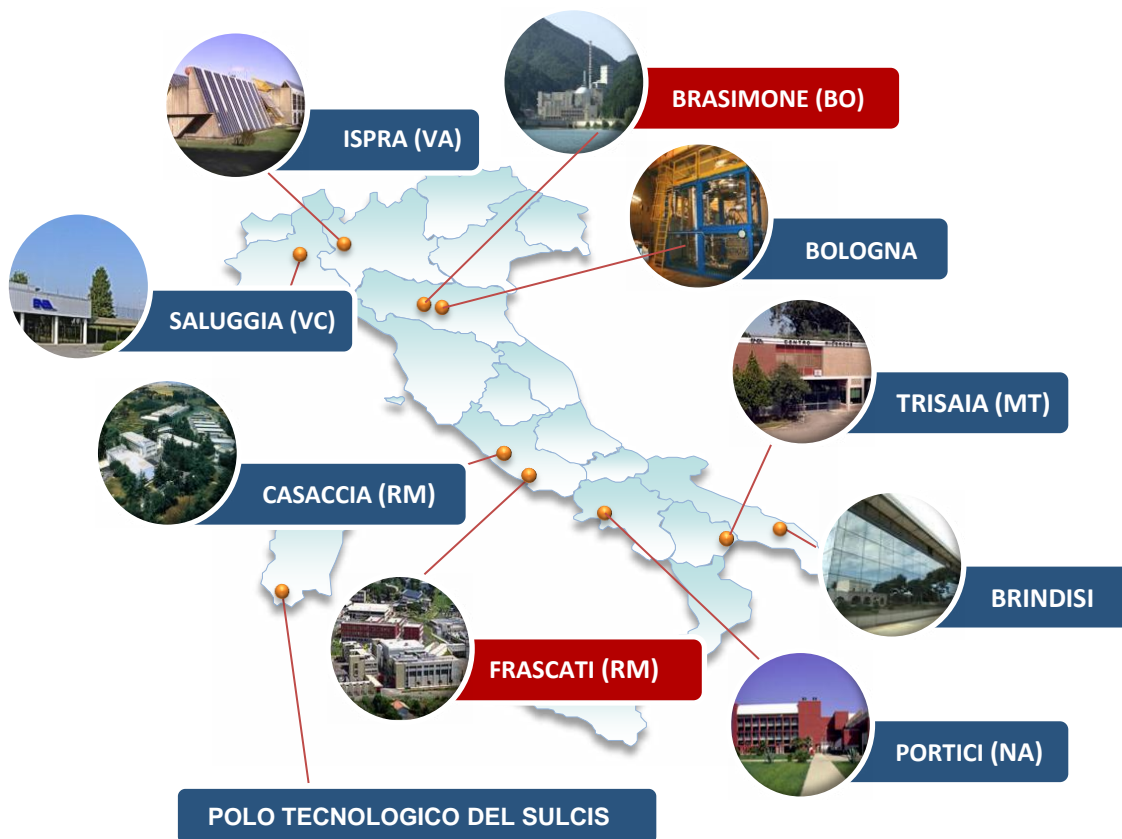 BRASIMONE (BO)
ISPRA (VA)
BOLOGNA
SALUGGIA (VC)
CENTRO
TRISAIA (MT)
CASACCIA (RM)
BRINDISI
FRASCATI (RM)
PORTICI (NA)
POLO TECNOLOGICO DEL SULCIS